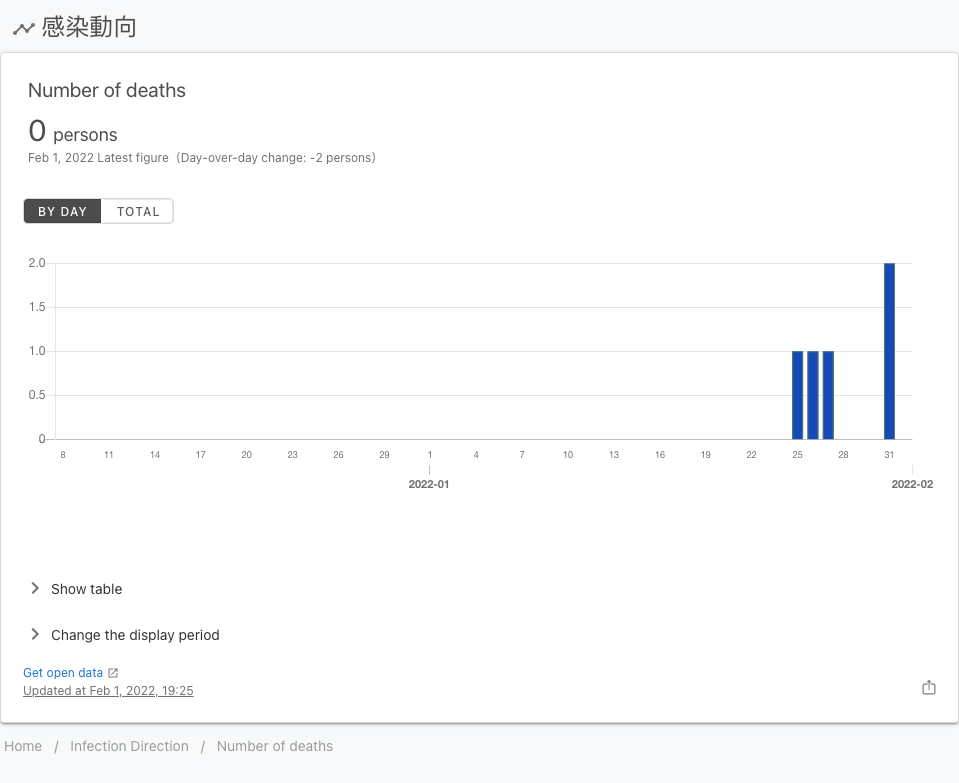 感染動向
Number of deaths
0 persons
Feb 1, 2022 Latest figure (Day-over-day change: -2 persons)
BY DAY TOTAL
2.0
1.5
1.0
0.5
0
8 11 14 17 20 23 26 29 1 4 7 10 13 16 19 22 25 28 31
2022-01 2022-02
Show table
Change the display period
Get open data
Updated at Feb 1, 2022, 19:25
Home / Infection Direction / Number of deaths